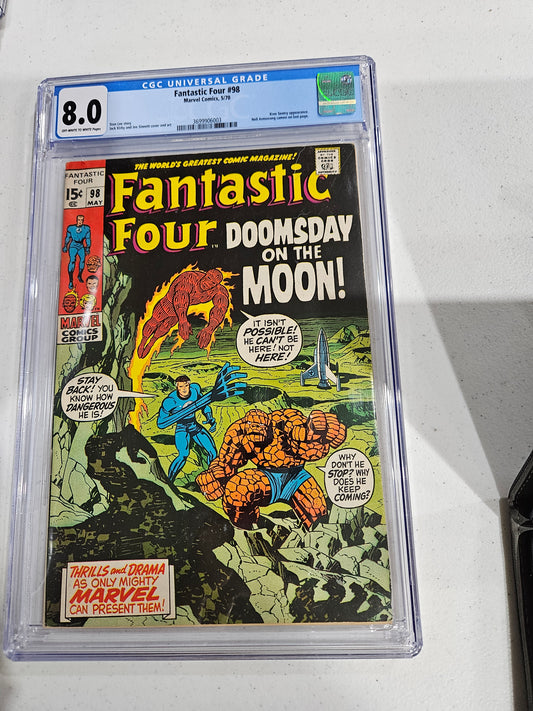 CGC UNIVERSAL GRADE
8.0
OFF-WHITE TO WHITE Pages
Fantastic Four #98
Marvel Comics, 5/70
Stan Lee story
Jack Kirby and Joe Sinnott cover and art
3699906003
Kree Sentry appearance.
Neil Armstrong cameo on last page.
THE WORLD'S GREATEST COMIC MAGAZINE!
FANTASTIC
FOUR
15¢ 98
MAY
Fantastic
Four
DOOMSDAY
ON THE
MOON!
MARVEL
COMICS
GROUP
IT ISN'T
POSSIBLE!
HE CAN'T BE
HERE! NOT
HERE!
STAY
BACK! YOU
KNOW HOW
DANGEROUS
HE IS!
WHY
DON'T HE
STOP? WHY
DOES HE
KEEP
COMING?
THRILLS and DRAMA
AS ONLY MIGHTY
MARVEL
CAN PRESENT THEM!